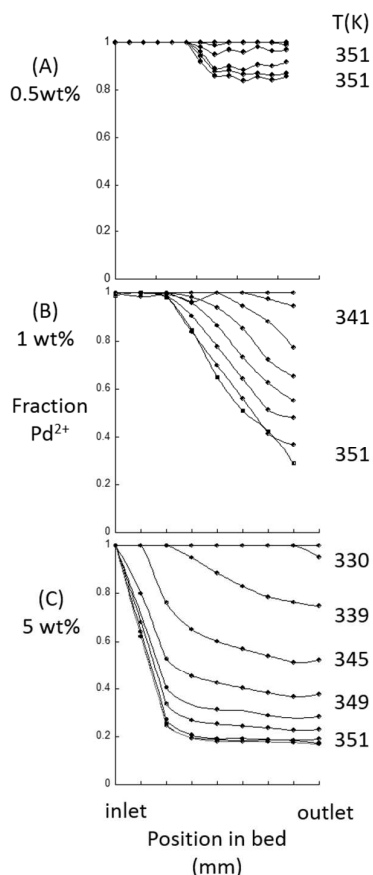 T(K)
1
(A)
0.5wt%
351
351
0.8
0.6
0.4
0.2
0
1
(B)
1 wt%
341
0.8
0.6
Fraction
Pd²⁺
0.4
351
0.2
0
1
330
(C)
5 wt%
0.8
339
0.6
345
0.4
349
0.2
351
0
inlet
outlet
Position in bed
(mm)